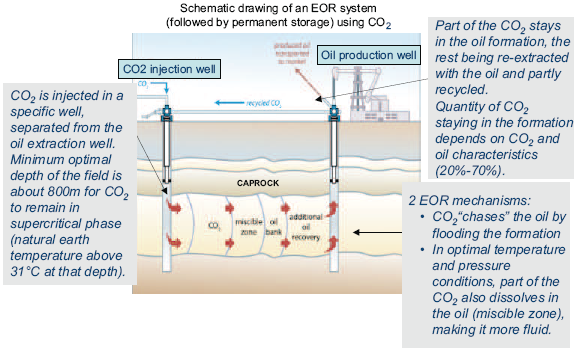 Schematic drawing of an EOR system
(followed by permanent storage) using CO2
Part of the CO2 stays
in the oil formation, the
rest being re-extracted
with the oil and partly
recycled.
Quantity of CO2
staying in the formation
depends on CO2 and
oil characteristics
(20%-70%).
produced oil
transported
to market
CO2 injection well
Oil production well
CO2
recycled CO2
CO2 is injected in a
specific well,
separated from the
oil extraction well.
Minimum optimal
depth of the field is
about 800m for CO2
to remain in
supercritical phase
(natural earth
temperature above
31°C at that depth).
CAPROCK
CO2
miscible
zone
oil
bank
additional
oil
recovery
2 EOR mechanisms:
• CO2“chases” the oil by
flooding the formation
• In optimal temperature
and pressure
conditions, part of the
CO2 also dissolves in
the oil (miscible zone),
making it more fluid.